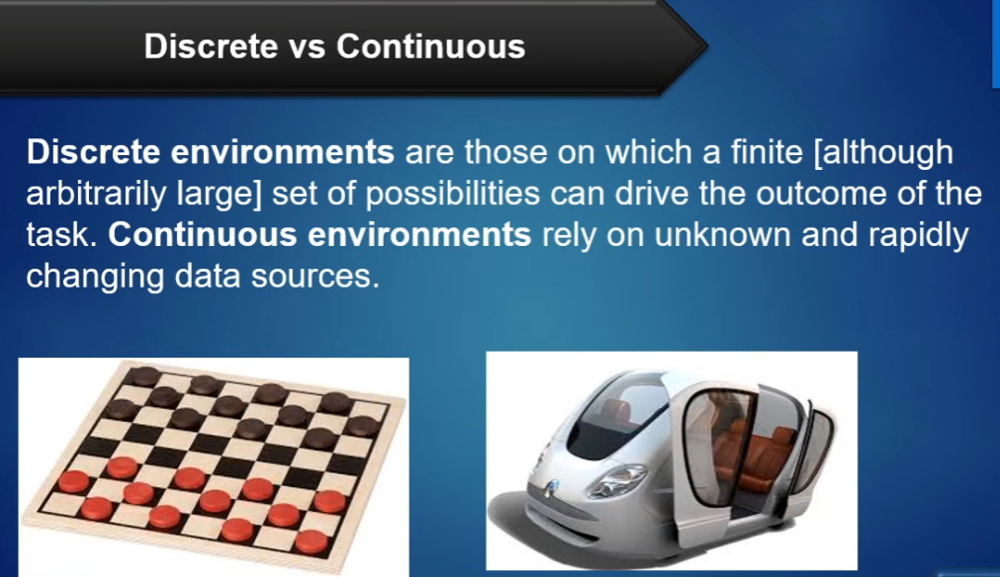 Discrete vs Continuous
Discrete environments are those on which a finite [although
arbitrarily large] set of possibilities can drive the outcome of the
task. Continuous environments rely on unknown and rapidly
changing data sources.